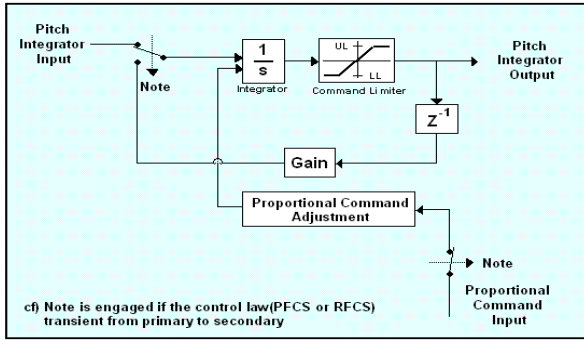 Pitch
Integrator
Input
Note
1
s
Integrator
UL
LL
Command Limiter
Pitch
Integrator
Output
Z-1
Gain
Proportional Command
Adjustment
Note
Proportional
Command
Input
cf) Note is engaged if the control law(PFCS or RFCS)
transient from primary to secondary